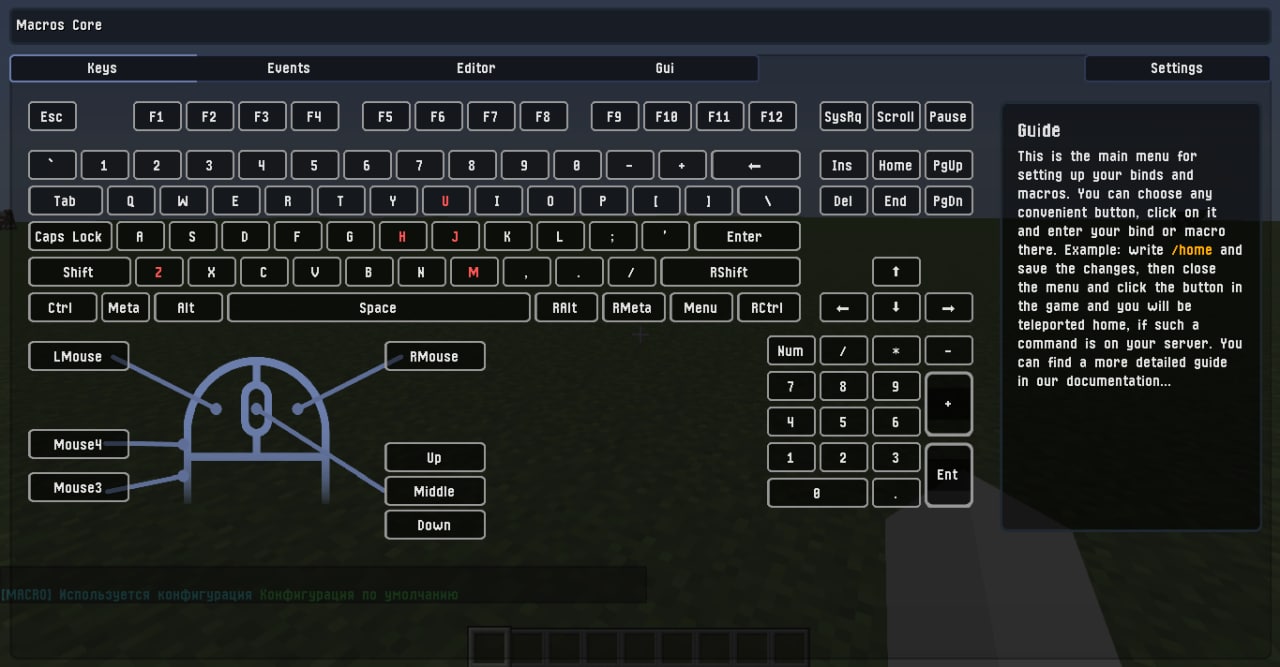 Macros Core
Keys Events Editor Gui Settings
Esc F1 F2 F3 F4 F5 F6 F7 F8 F9 F10 F11 F12 SysRq Scroll Pause
` 1 2 3 4 5 6 7 8 9 0 - + ← Ins Home PgUp
Tab Q W E R T Y U I O P [ ] \ Del End PgDn
Caps Lock A S D F G H J K L ; ' Enter
Shift Z X C V B N M , . / RShift ↑
Ctrl Meta Alt Space RAlt RMeta Menu RCtrl ← ↓ →
LMouse RMouse
Mouse4
Mouse3
Up
Middle
Down
Num / * -
7 8 9 +
4 5 6
1 2 3 Ent
0 .
Guide
This is the main menu for
setting up your binds and
macros. You can choose any
convenient button, click on it
and enter your bind or macro
there. Example: write /home and
save the changes, then close
the menu and click the button in
the game and you will be
teleported home, if such a
command is on your server. You
can find a more detailed guide
in our documentation...
[MACRO] Используется конфигурация Конфигурация по умолчанию